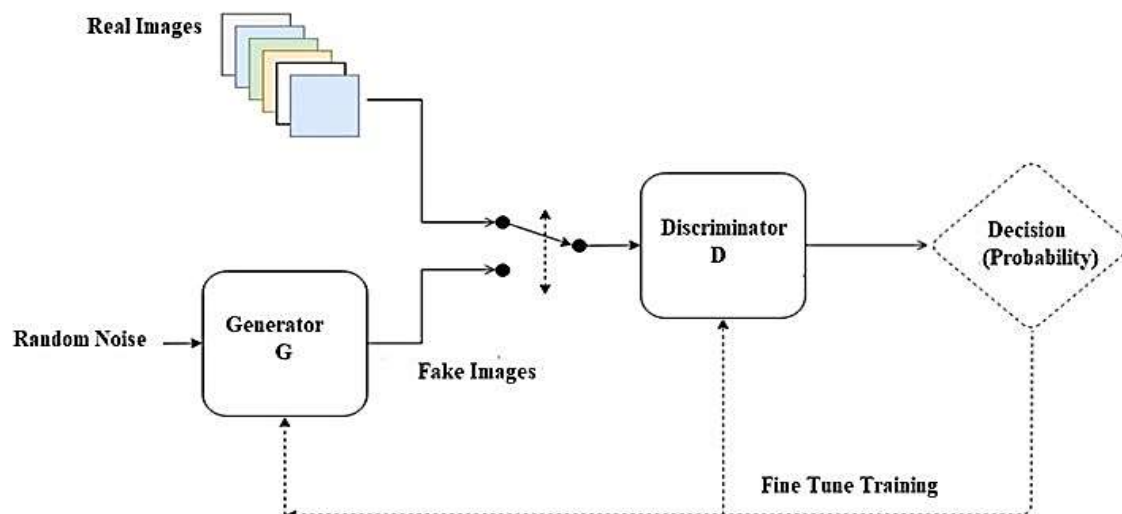 Real Images
Discriminator
D
Decision
(Probability)
Generator
G
Random Noise
Fake Images
Fine Tune Training